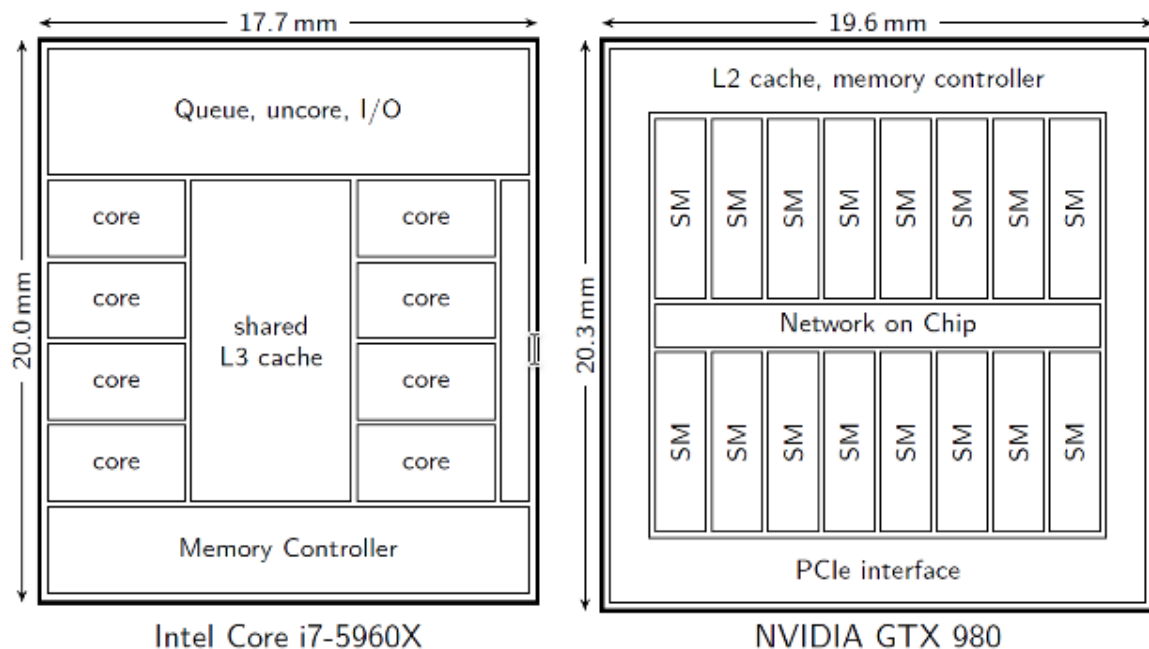 17.7 mm
20.0 mm
Queue, uncore, I/O
core
core
core
core
shared
L3 cache
core
core
core
core
Memory Controller
Intel Core i7-5960X
19.6 mm
20.3 mm
L2 cache, memory controller
SM
SM
SM
SM
SM
SM
SM
SM
Network on Chip
SM
SM
SM
SM
SM
SM
SM
SM
PCIe interface
NVIDIA GTX 980